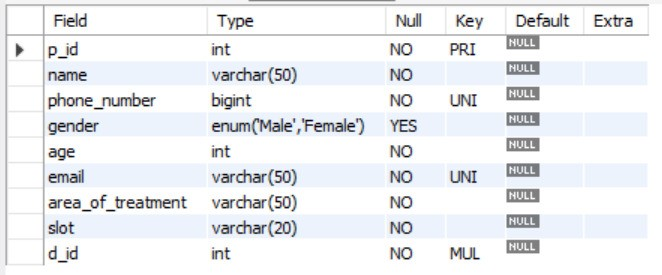 Field Type Null Key Default Extra
p_id int NO PRI NULL
name varchar(50) NO NULL
phone_number bigint NO UNI NULL
gender enum('Male','Female') YES NULL
age int NO NULL
email varchar(50) NO UNI NULL
area_of_treatment varchar(50) NO NULL
slot varchar(20) NO NULL
d_id int NO MUL NULL